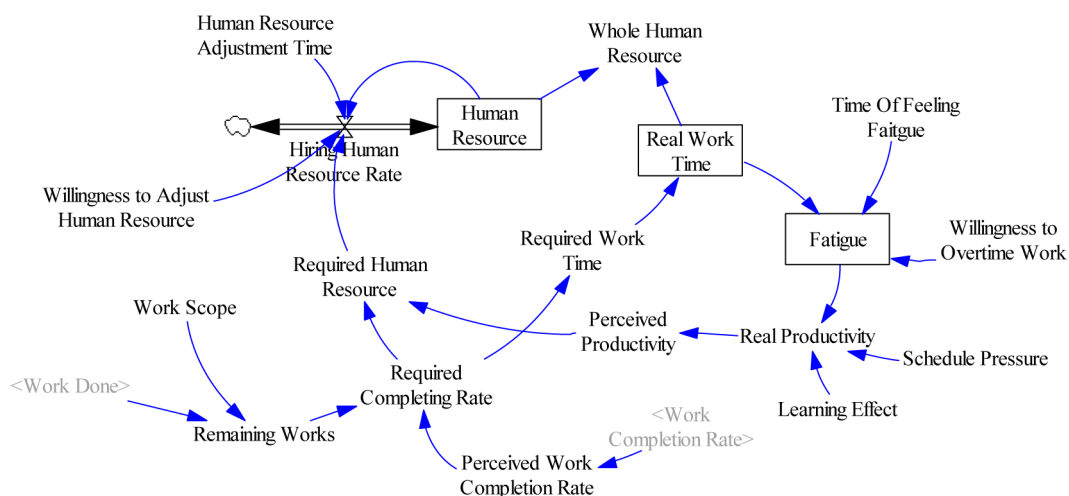 Human Resource
Adjustment Time
Whole Human
Resource
Human
Resource
Time Of Feeling
Faitgue
Real Work
Time
Hiring Human
Resource Rate
Willingness to Adjust
Human Resource
Fatigue
Willingness to
Overtime Work
Required Work
Time
Required Human
Resource
Work Scope
Perceived
Productivity
Real Productivity
Schedule Pressure
<Work Done>
Required
Completing Rate
Learning Effect
<Work
Completion Rate>
Remaining Works
Perceived Work
Completion Rate